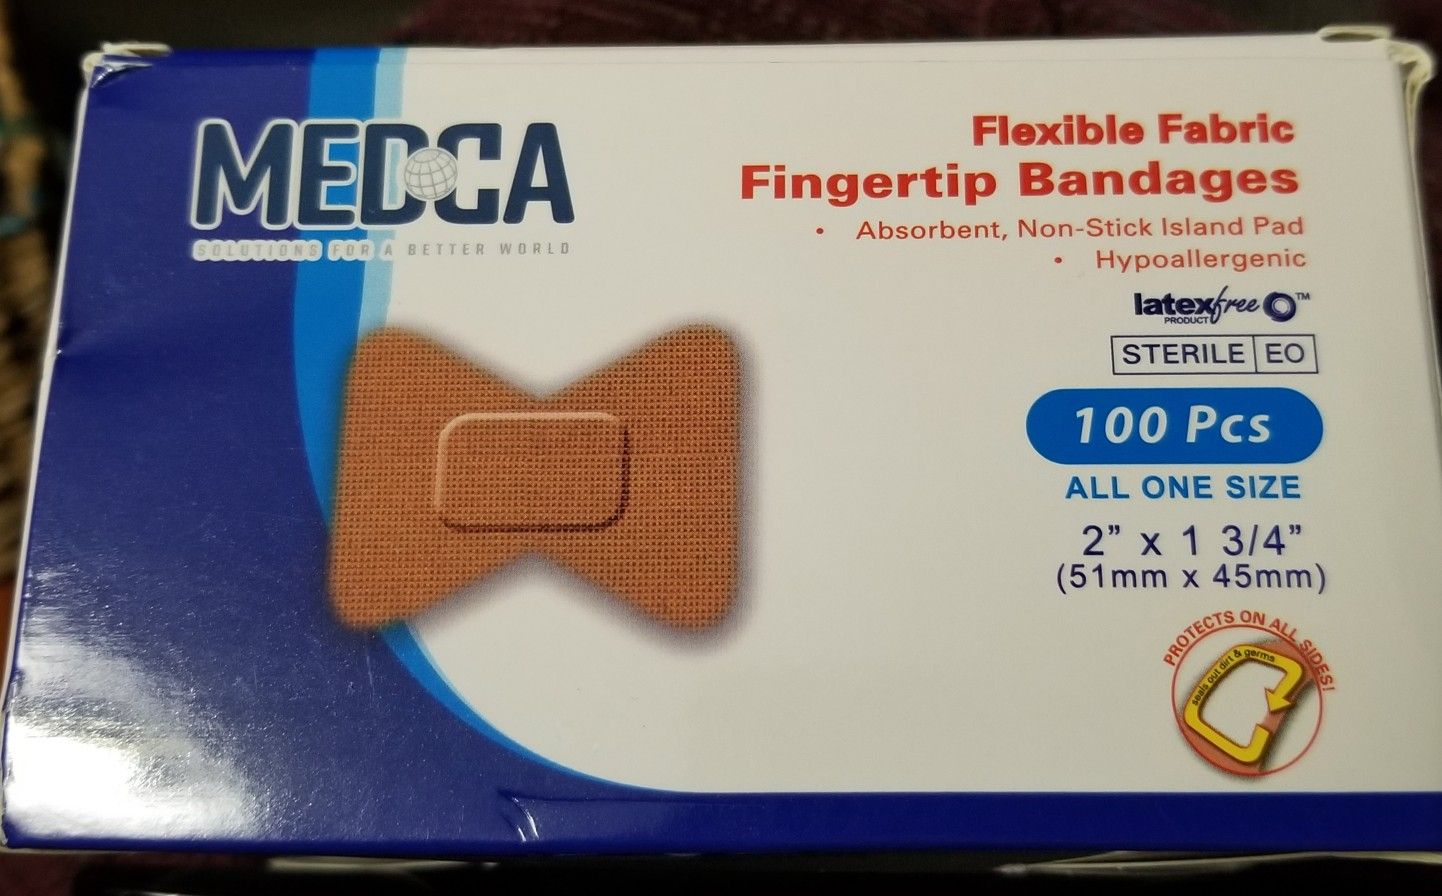 MEDCA
SOLUTIONS FOR A BETTER WORLD
Flexible Fabric
Fingertip Bandages
• Absorbent, Non-Stick Island Pad
• Hypoallergenic
latexfree ™
PRODUCT
STERILE EO
100 Pcs
ALL ONE SIZE
2” x 1 3/4”
(51mm x 45mm)
PROTECTS ON ALL SIDES!
seals out dirt & germs